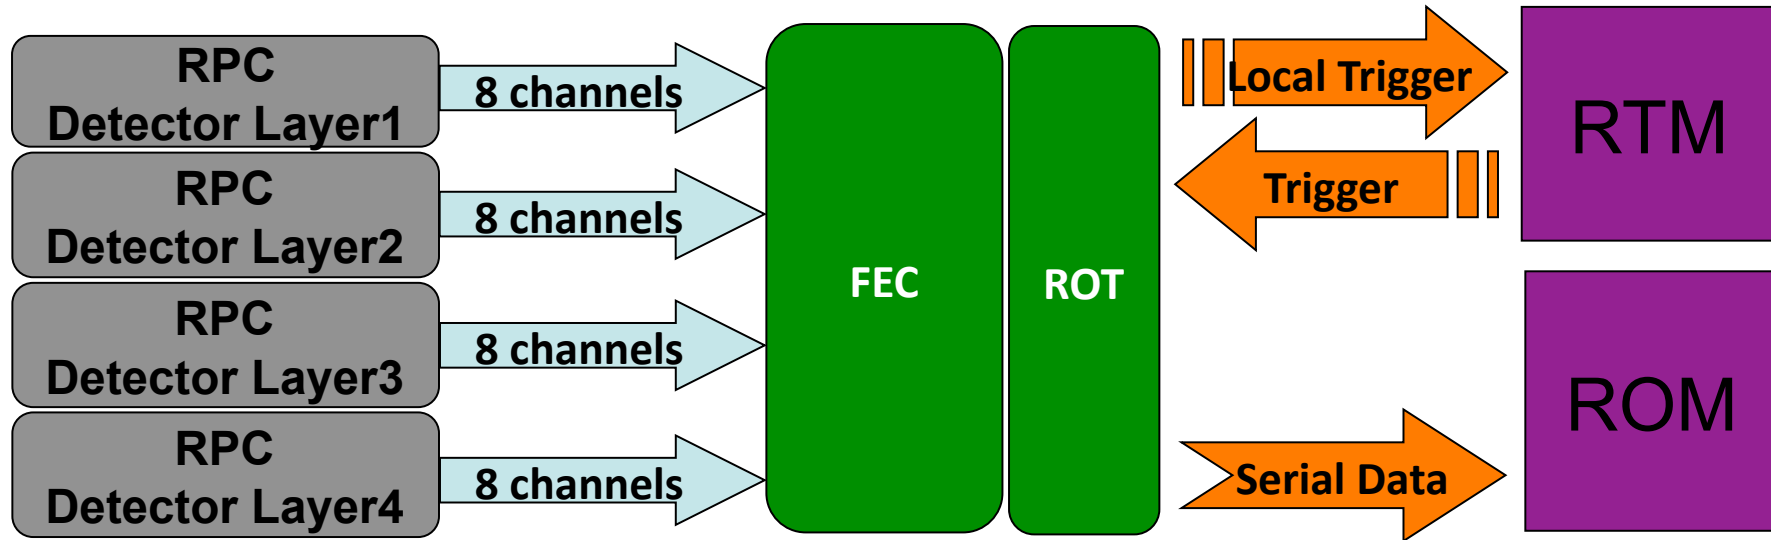 RPC
Detector Layer1
8 channels
RPC
Detector Layer2
8 channels
RPC
Detector Layer3
8 channels
RPC
Detector Layer4
8 channels
FEC
ROT
Local Trigger
Trigger
Serial Data
RTM
ROM